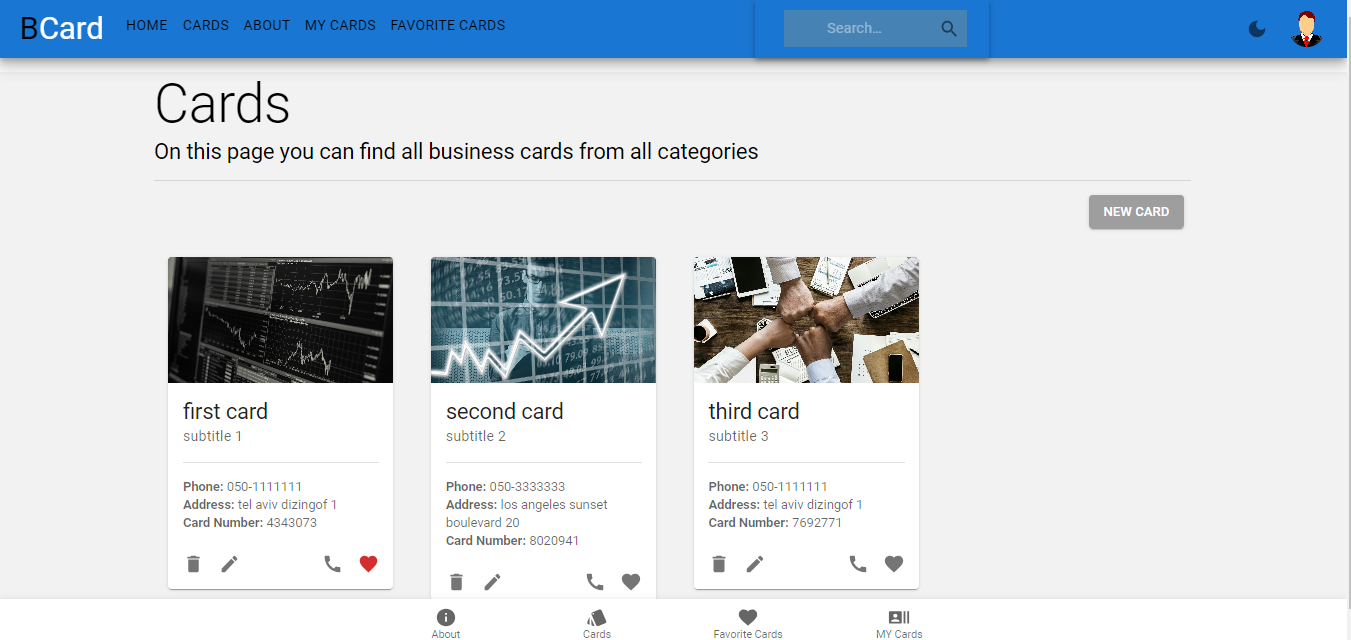 BCard HOME CARDS ABOUT MY CARDS FAVORITE CARDS Search...
Cards
On this page you can find all business cards from all categories
NEW CARD
first card
subtitle 1
Phone: 050-1111111
Address: tel aviv dizingof 1
Card Number: 4343073
second card
subtitle 2
Phone: 050-3333333
Address: los angeles sunset
boulevard 20
Card Number: 8020941
third card
subtitle 3
Phone: 050-1111111
Address: tel aviv dizingof 1
Card Number: 7692771
About Cards Favorite Cards MY Cards